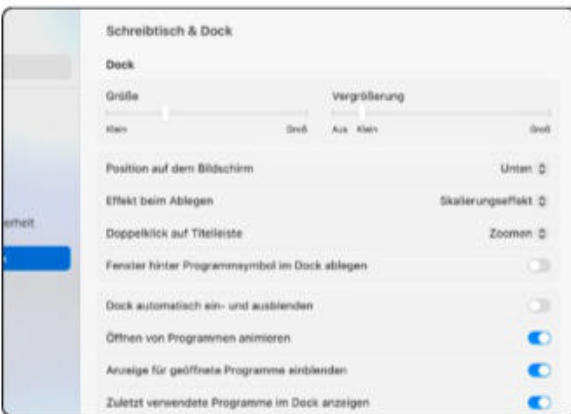 Schreibtisch & Dock
Dock
Größe Vergrößerung
Klein Groß Aus Klein Groß
Position auf dem Bildschirm Unten
Effekt beim Ablegen Skalierungseffekt
erheit
Doppelklick auf Titelleiste Zoomen
Fenster hinter Programmsymbol im Dock ablegen
Dock automatisch ein- und ausblenden
Öffnen von Programmen animieren
Anzeige für geöffnete Programme einblenden
Zuletzt verwendete Programme im Dock anzeigen